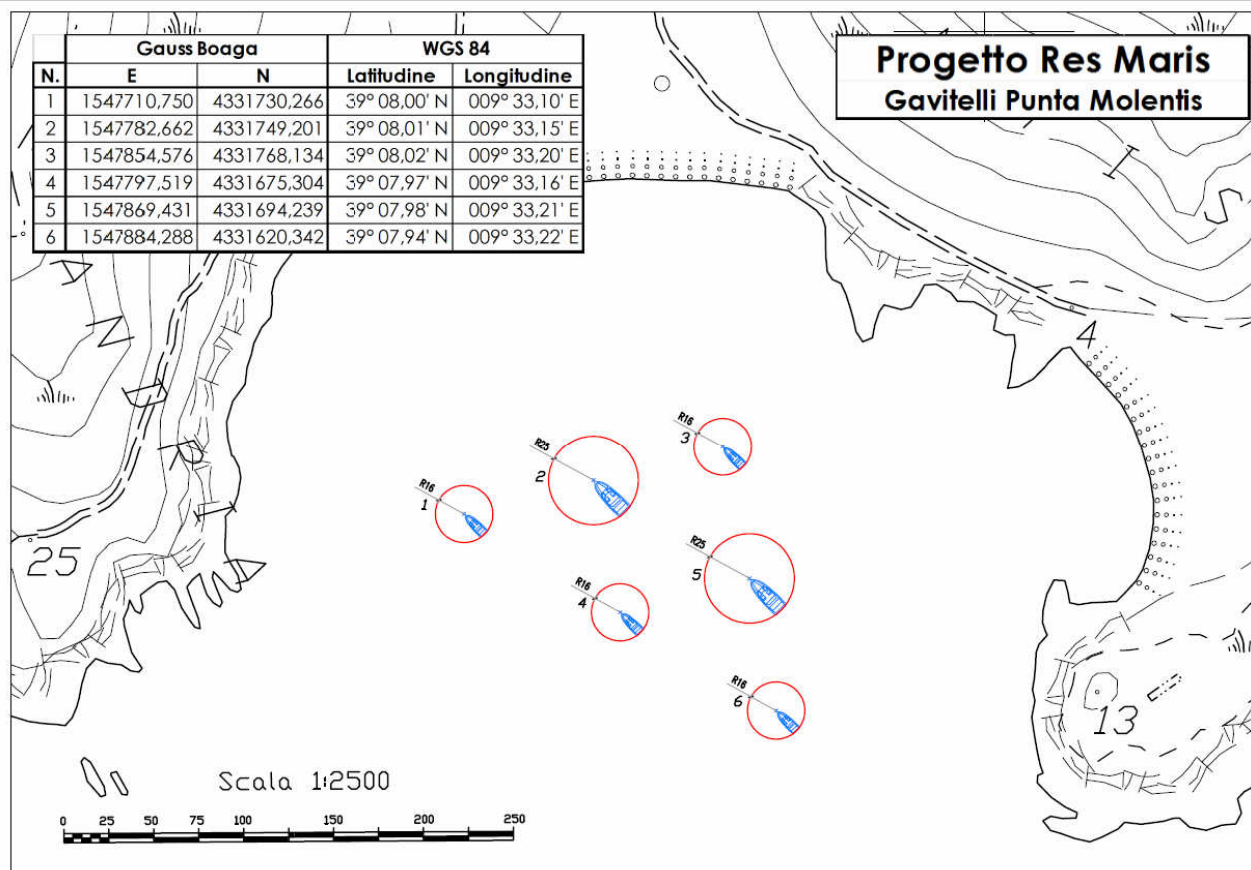 Gauss Boaga WGS 84
N. E N Latitudine Longitudine
1 1547710,750 4331730,266 39° 08,00' N 009° 33,10' E
2 1547782,662 4331749,201 39° 08,01' N 009° 33,15' E
3 1547854,576 4331768,134 39° 08,02' N 009° 33,20' E
4 1547797,519 4331675,304 39° 07,97' N 009° 33,16' E
5 1547869,431 4331694,239 39° 07,98' N 009° 33,21' E
6 1547884,288 4331620,342 39° 07,94' N 009° 33,22' E
Progetto Res Maris
Gavitelli Punta Molentis
I
S
A
N
U
P
I
A
4
R16
3
R25
2
R16
1
R25
5
R16
4
R16
6
25
13
Scala 1:2500
0 25 50 75 100 125 150 200 250